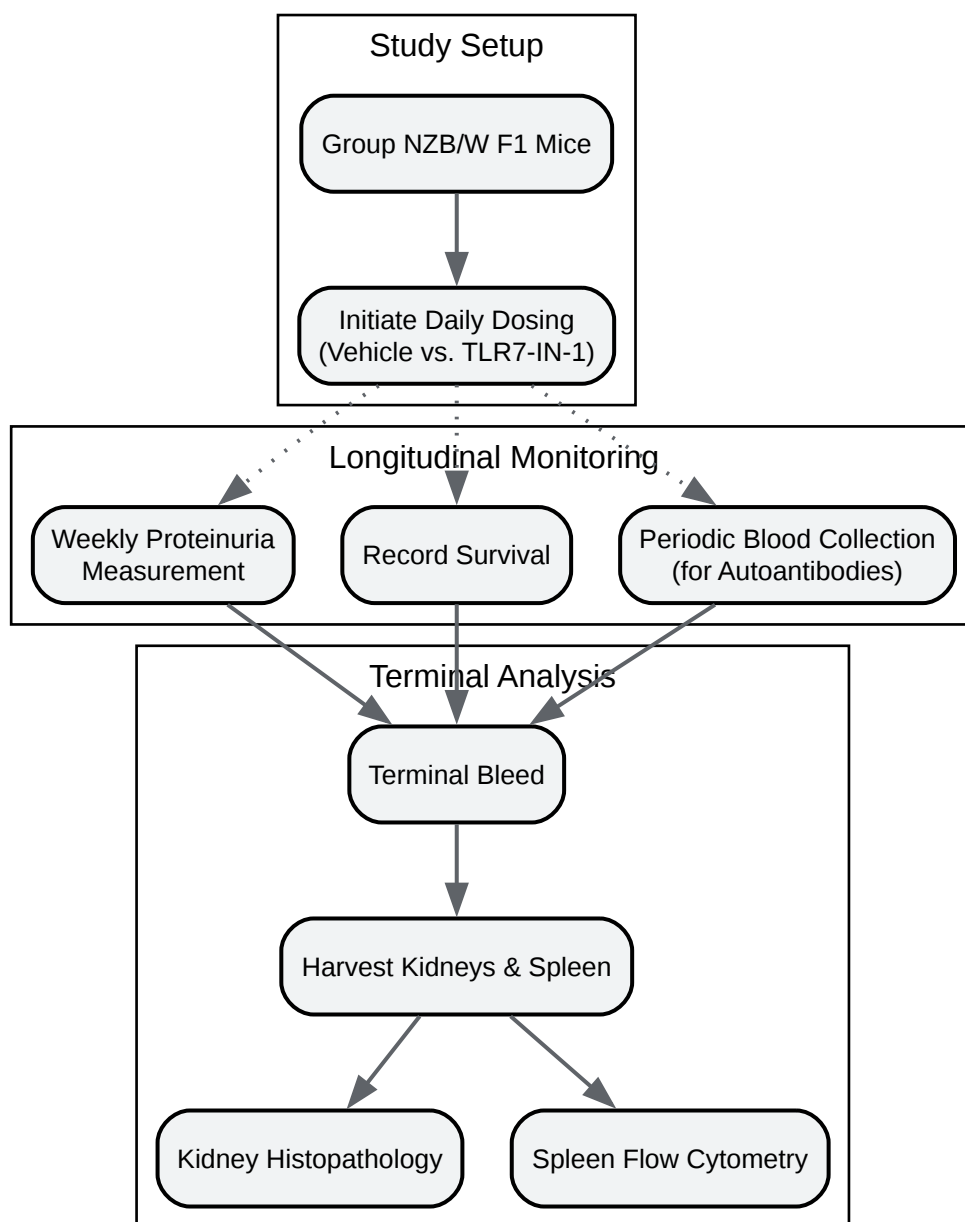 Study Setup
Group NZB/W F1 Mice
Initiate Daily Dosing
(Vehicle vs. TLR7-IN-1)
Longitudinal Monitoring
Weekly Proteinuria
Measurement
Record Survival
Periodic Blood Collection
(for Autoantibodies)
Terminal Analysis
Terminal Bleed
Harvest Kidneys & Spleen
Kidney Histopathology
Spleen Flow Cytometry